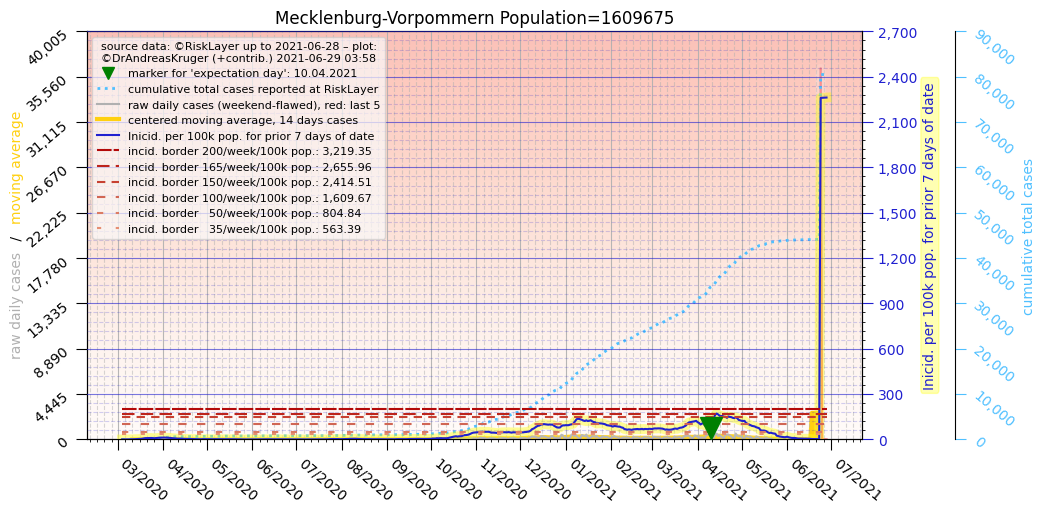 Mecklenburg-Vorpommern Population=1609675
source data: ©RiskLayer up to 2021-06-28 – plot:
©DrAndreasKruger (+contrib.) 2021-06-29 03:58
marker for 'expectation day': 10.04.2021
cumulative total cases reported at RiskLayer
raw daily cases (weekend-flawed), red: last 5
centered moving average, 14 days cases
Inicid. per 100k pop. for prior 7 days of date
incid. border 200/week/100k pop.: 3,219.35
incid. border 165/week/100k pop.: 2,655.96
incid. border 150/week/100k pop.: 2,414.51
incid. border 100/week/100k pop.: 1,609.67
incid. border   50/week/100k pop.: 804.84
incid. border   35/week/100k pop.: 563.39
raw daily cases / moving average
40,005
35,560
31,115
26,670
22,225
17,780
13,335
8,890
4,445
0
03/2020
04/2020
05/2020
06/2020
07/2020
08/2020
09/2020
10/2020
11/2020
12/2020
01/2021
02/2021
03/2021
04/2021
05/2021
06/2021
07/2021
2,700
2,400
2,100
1,800
1,500
1,200
900
600
300
0
Inicid. per 100k pop. for prior 7 days of date
90,000
80,000
70,000
60,000
50,000
40,000
30,000
20,000
10,000
0
cumulative total cases